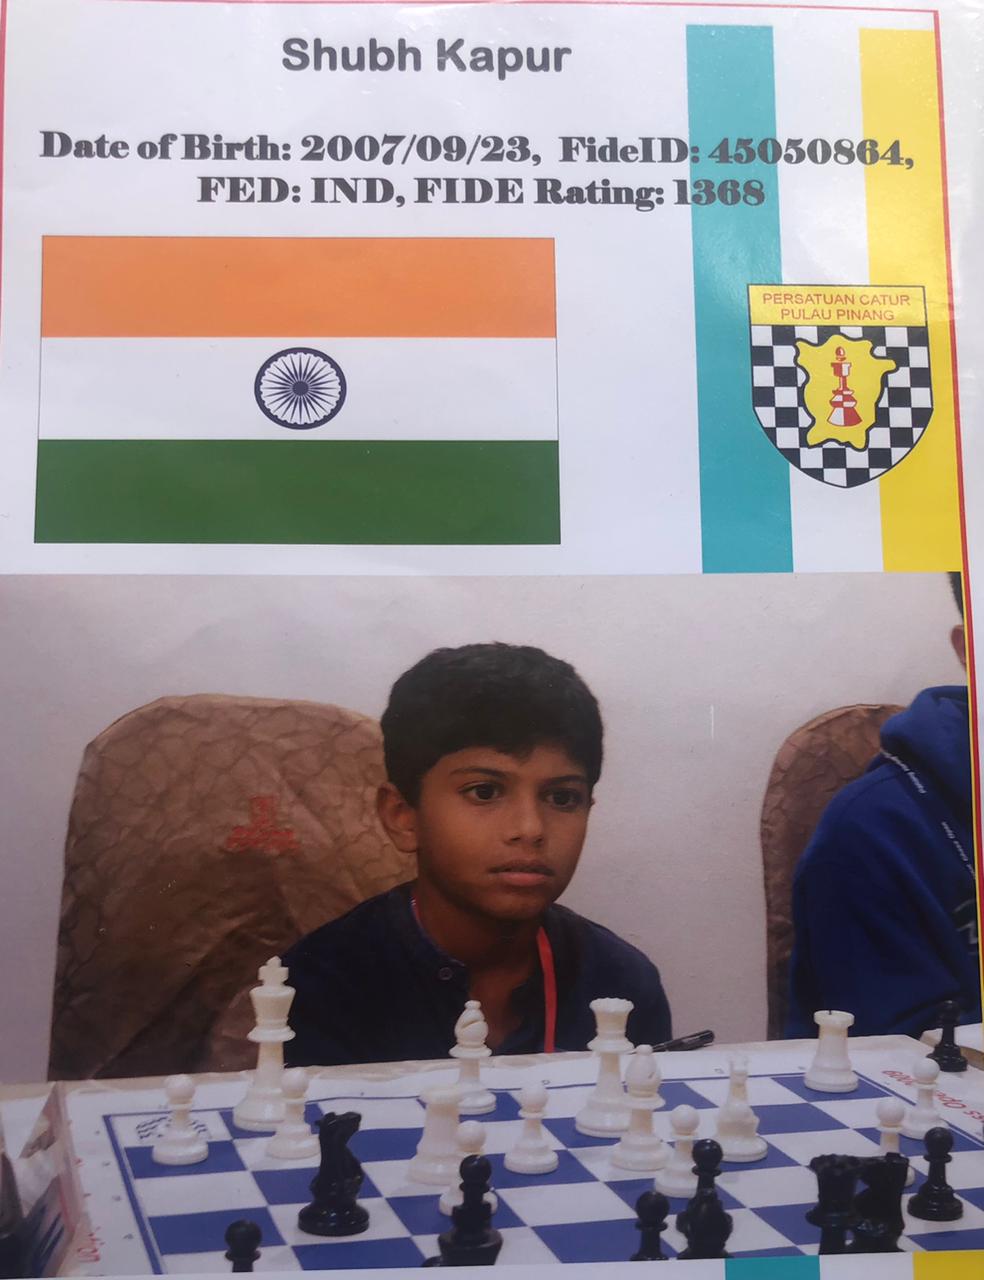 Shubh Kapur
Date of Birth: 2007/09/23, FideID: 45050864,
FED: IND, FIDE Rating: 1368
PERSATUAN CATUR
PULAU PINANG